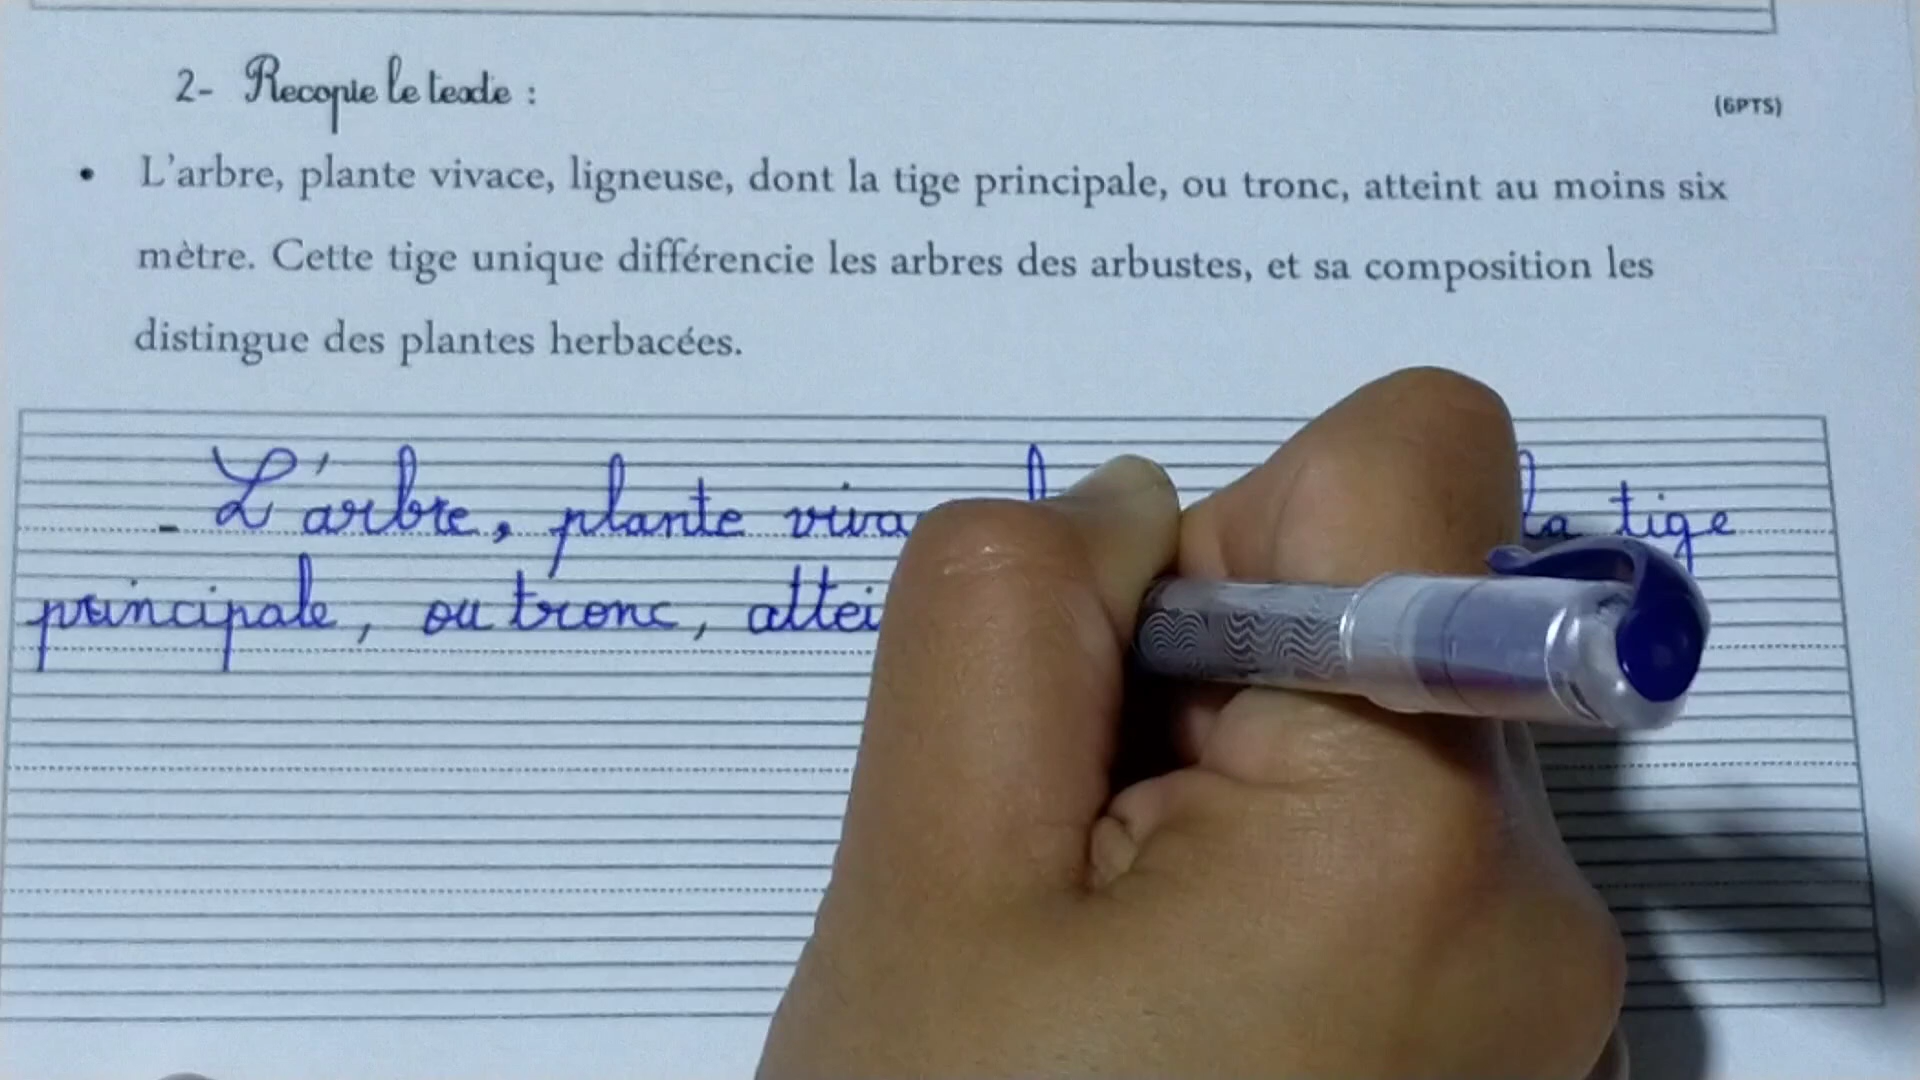 2- Recopie le texte :
(6PTS)
• L'arbre, plante vivace, ligneuse, dont la tige principale, ou tronc, atteint au moins six
mètre. Cette tige unique différencie les arbres des arbustes, et sa composition les
distingue des plantes herbacées.
- L'arbre, plante la tige
principale, ou tronc,